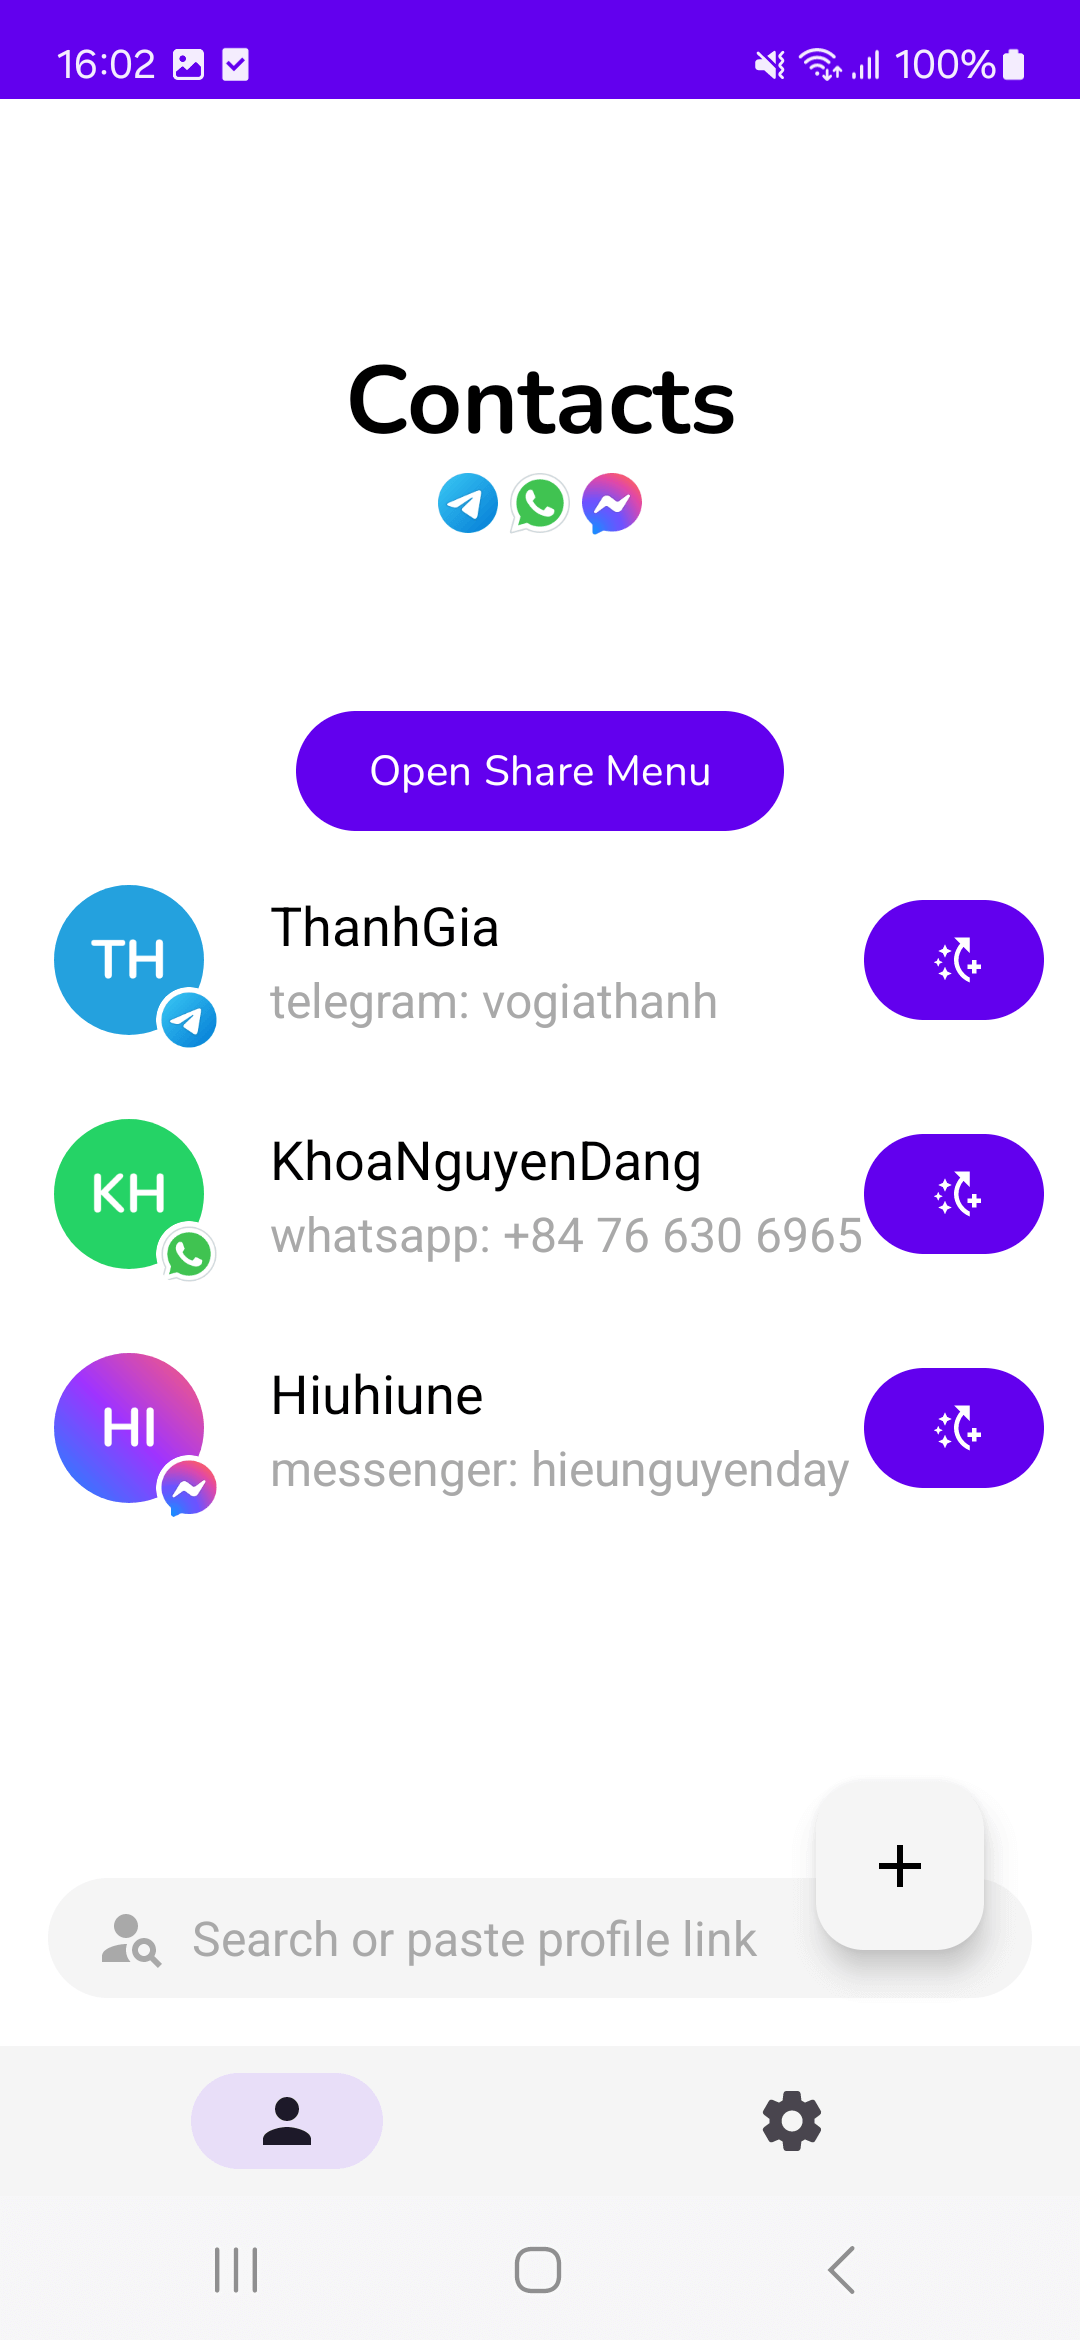 16:02
100%
Contacts
Open Share Menu
TH
ThanhGia
telegram: vogiathanh
KH
KhoaNguyenDang
whatsapp: +84 76 630 6965
HI
Hiuhiune
messenger: hieunguyenday
Search or paste profile link